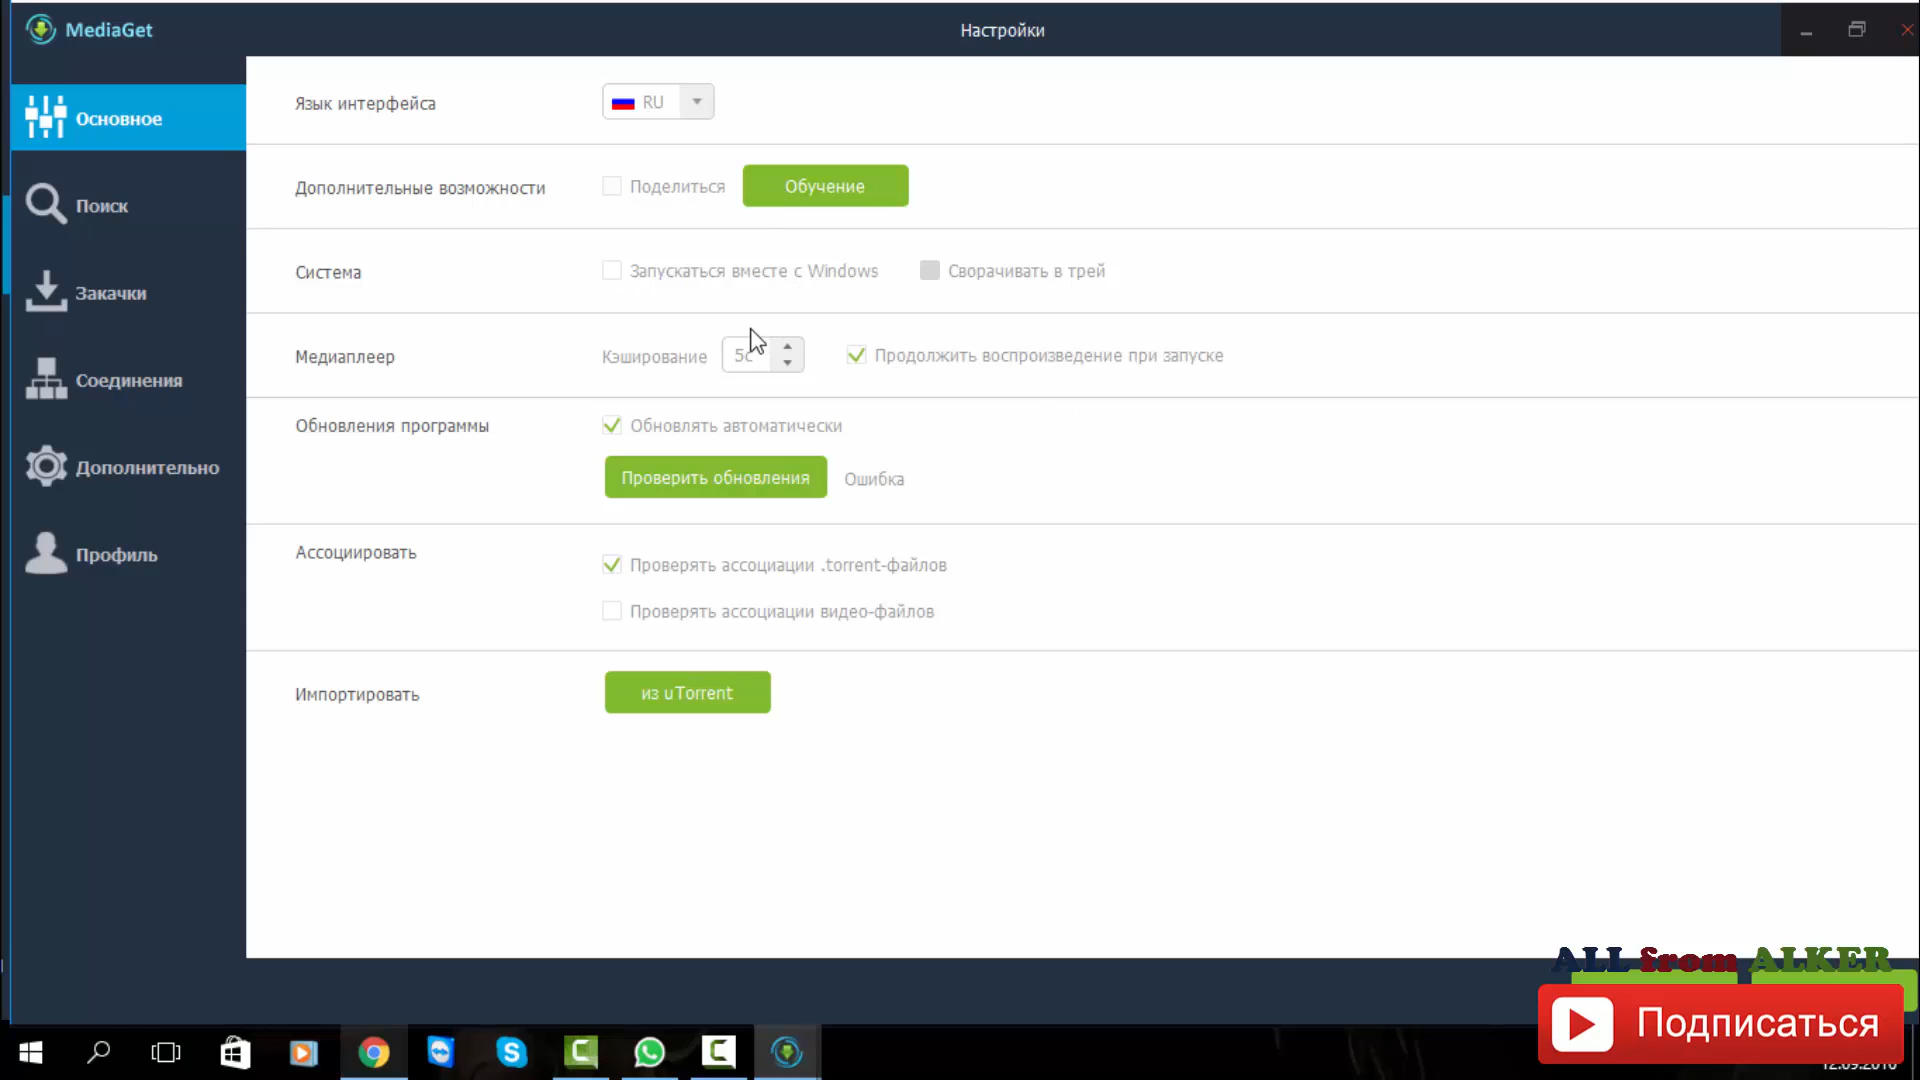 MediaGet
Настройки
Основное
Поиск
Закачки
Соединения
Дополнительно
Профиль
Язык интерфейса
RU
Дополнительные возможности
Поделиться
Обучение
Система
Запускаться вместе с Windows
Сворачивать в трей
Медиаплеер
Кэширование
Продолжить воспроизведение при запуске
Обновления программы
Обновлять автоматически
Проверить обновления
Ошибка
Ассоциировать
Проверять ассоциации .torrent-файлов
Проверять ассоциации видео-файлов
Импортировать
из uTorrent
ALL from ALKER
Подписаться